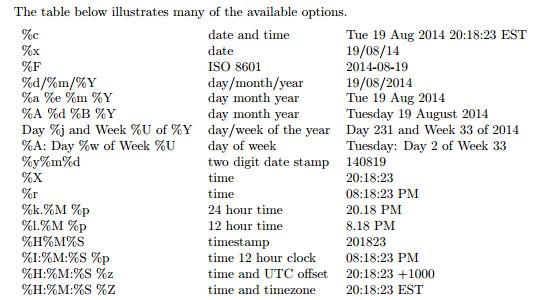 The table below illustrates many of the available options.
%c date and time Tue 19 Aug 2014 20:18:23 EST
%x date 19/08/14
%F ISO 8601 2014-08-19
%d/%m/%Y day/month/year 19/08/2014
%a %e %m %Y day month year Tue 19 Aug 2014
%A %d %B %Y day month year Tuesday 19 August 2014
Day %j and Week %U of %Y day/week of the year Day 231 and Week 33 of 2014
%A: Day %w of Week %U day of week Tuesday: Day 2 of Week 33
%y%m%d two digit date stamp 140819
%X time 20:18:23
%r time 08:18:23 PM
%k.%M %p 24 hour time 20.18 PM
%l.%M %p 12 hour time 8.18 PM
%H%M%S timestamp 201823
%I:%M:%S %p time 12 hour clock 08:18:23 PM
%H:%M:%S %z time and UTC offset 20:18:23 +1000
%H:%M:%S %Z time and timezone 20:18:23 EST